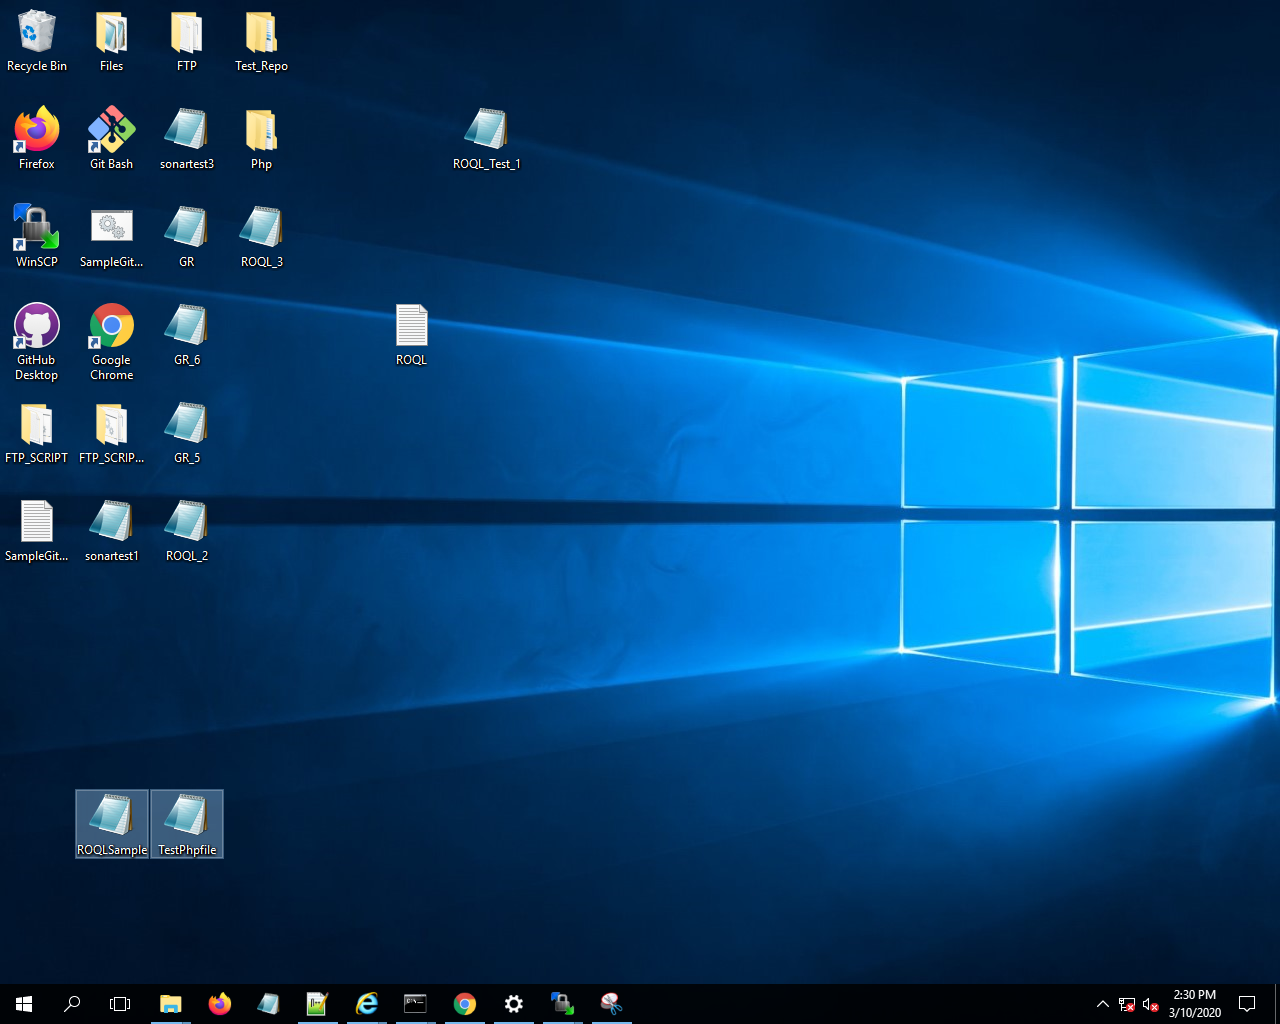 Recycle Bin
Files
FTP
Test_Repo
Firefox
Git Bash
sonartest3
Php
ROQL_Test_1
WinSCP
SampleGit...
GR
ROQL_3
GitHub
Desktop
Google
Chrome
GR_6
ROQL
FTP_SCRIPT
FTP_SCRIP...
GR_5
SampleGit...
sonartest1
ROQL_2
ROQLSample
TestPhpfile
2:30 PM
3/10/2020